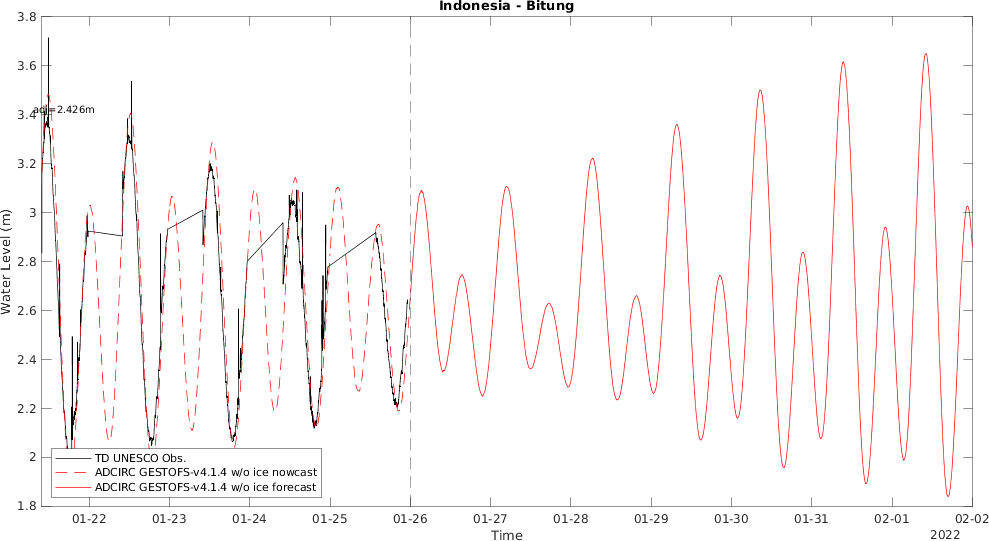 Indonesia - Bitung
3.8
3.6
3.4
3.2
3
2.8
2.6
2.4
2.2
2
1.8
Water Level (m)
adj=2.426m
TD UNESCO Obs.
ADCIRC GESTOFS-v4.1.4 w/o ice nowcast
ADCIRC GESTOFS-v4.1.4 w/o ice forecast
01-22 01-23 01-24 01-25 01-26 01-27 01-28 01-29 01-30 01-31 02-01 02-02
Time
2022